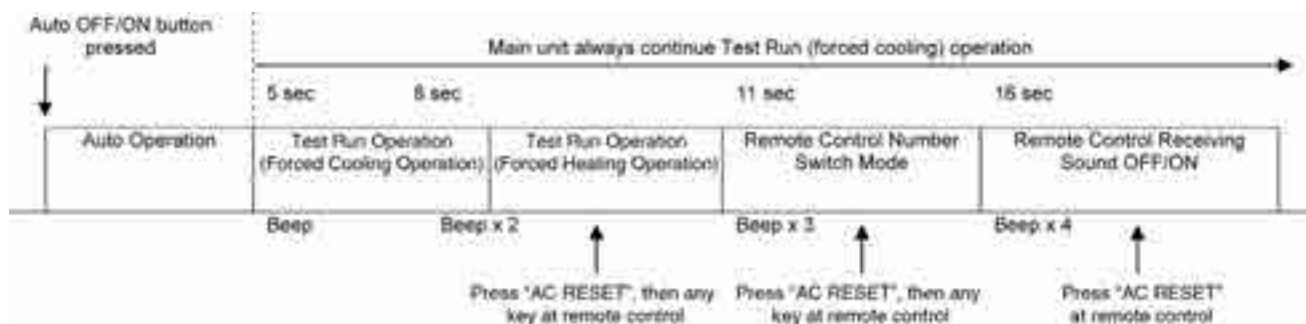 Auto OFF/ON button
pressed
Main unit always continue Test Run (forced cooling) operation
5 sec
8 sec
11 sec
16 sec
Auto Operation
Test Run Operation
(Forced Cooling Operation)
Test Run Operation
(Forced Healing Operation)
Remote Control Number
Switch Mode
Remote Control Receiving
Sound OFF/ON
Beep
Beep x 2
Beep x 3
Beep x 4
Press "AC RESET", then any
key at remote control
Press "AC RESET", then any
key at remote control
Press "AC RESET"
at remote control